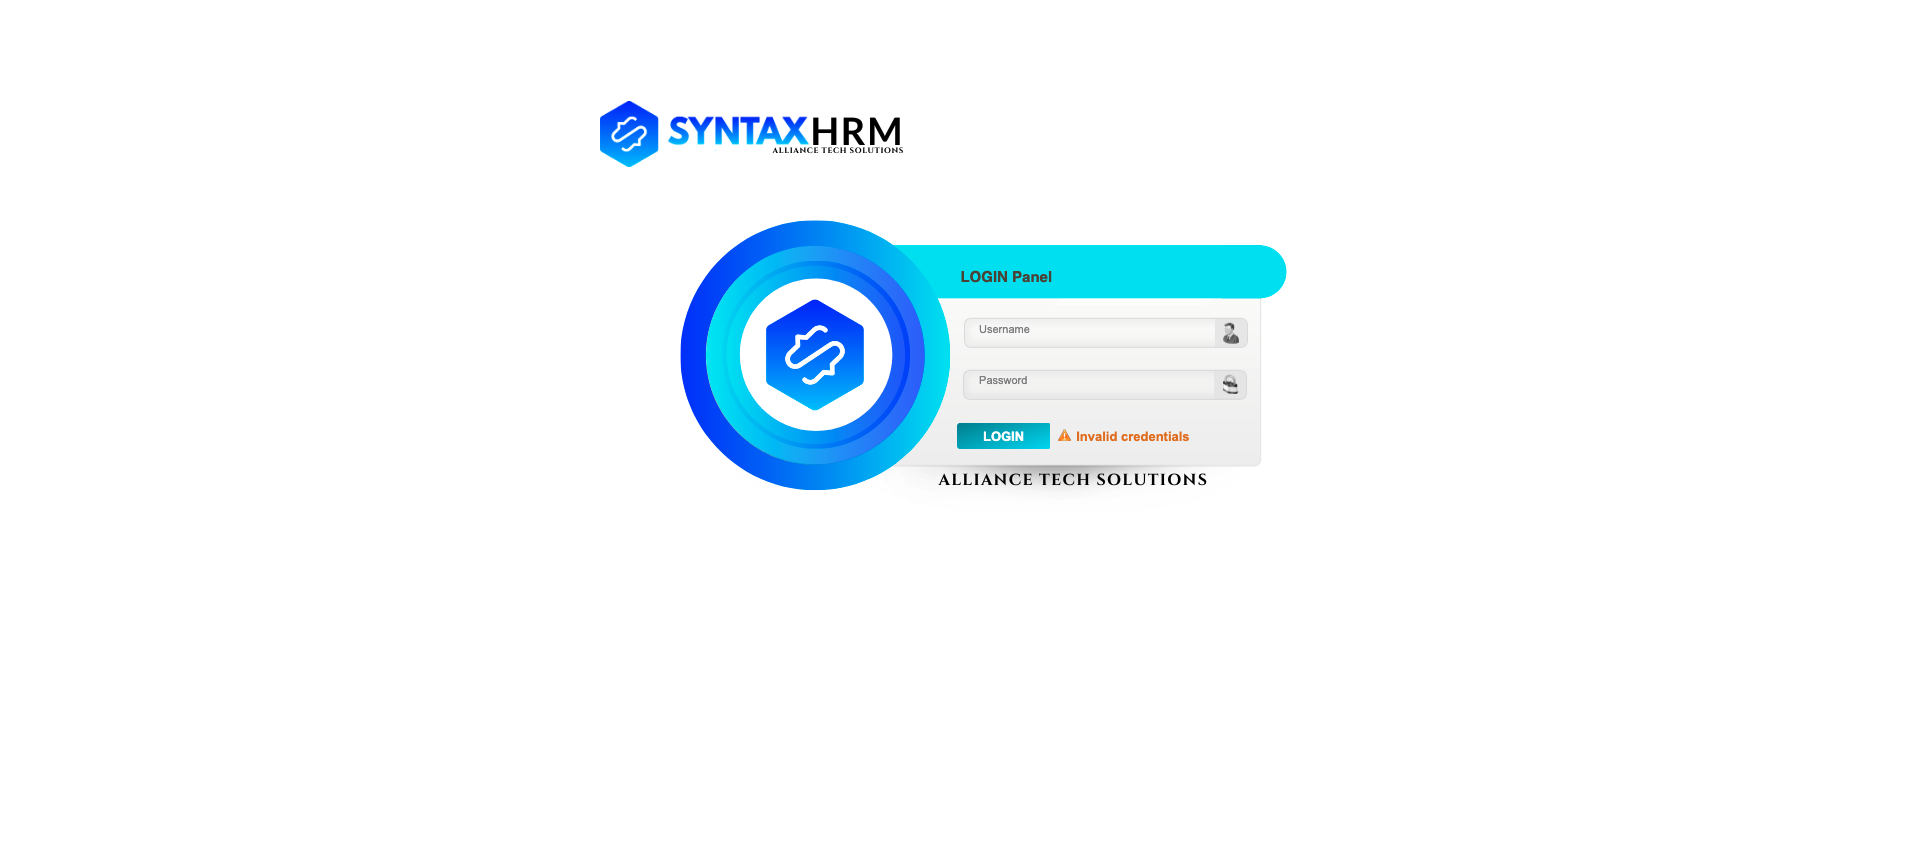 SYNTAXHRM
ALLIANCE TECH SOLUTIONS
LOGIN Panel
Username
Password
LOGIN Invalid credentials
ALLIANCE TECH SOLUTIONS